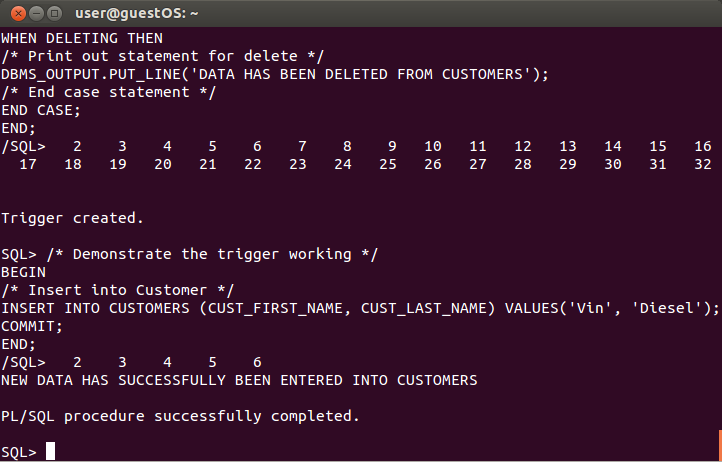 user@guestOS: ~
WHEN DELETING THEN
/* Print out statement for delete */
DBMS_OUTPUT.PUT_LINE('DATA HAS BEEN DELETED FROM CUSTOMERS');
/* End case statement */
END CASE;
END;
/SQL>   2    3    4    5    6    7    8    9   10   11   12   13   14   15   16
  17   18   19   20   21   22   23   24   25   26   27   28   29   30   31   32
Trigger created.
SQL> /* Demonstrate the trigger working */
BEGIN
/* Insert into Customer */
INSERT INTO CUSTOMERS (CUST_FIRST_NAME, CUST_LAST_NAME) VALUES('Vin', 'Diesel');
COMMIT;
END;
/SQL>   2    3    4    5    6
NEW DATA HAS SUCCESSFULLY BEEN ENTERED INTO CUSTOMERS
PL/SQL procedure successfully completed.
SQL>